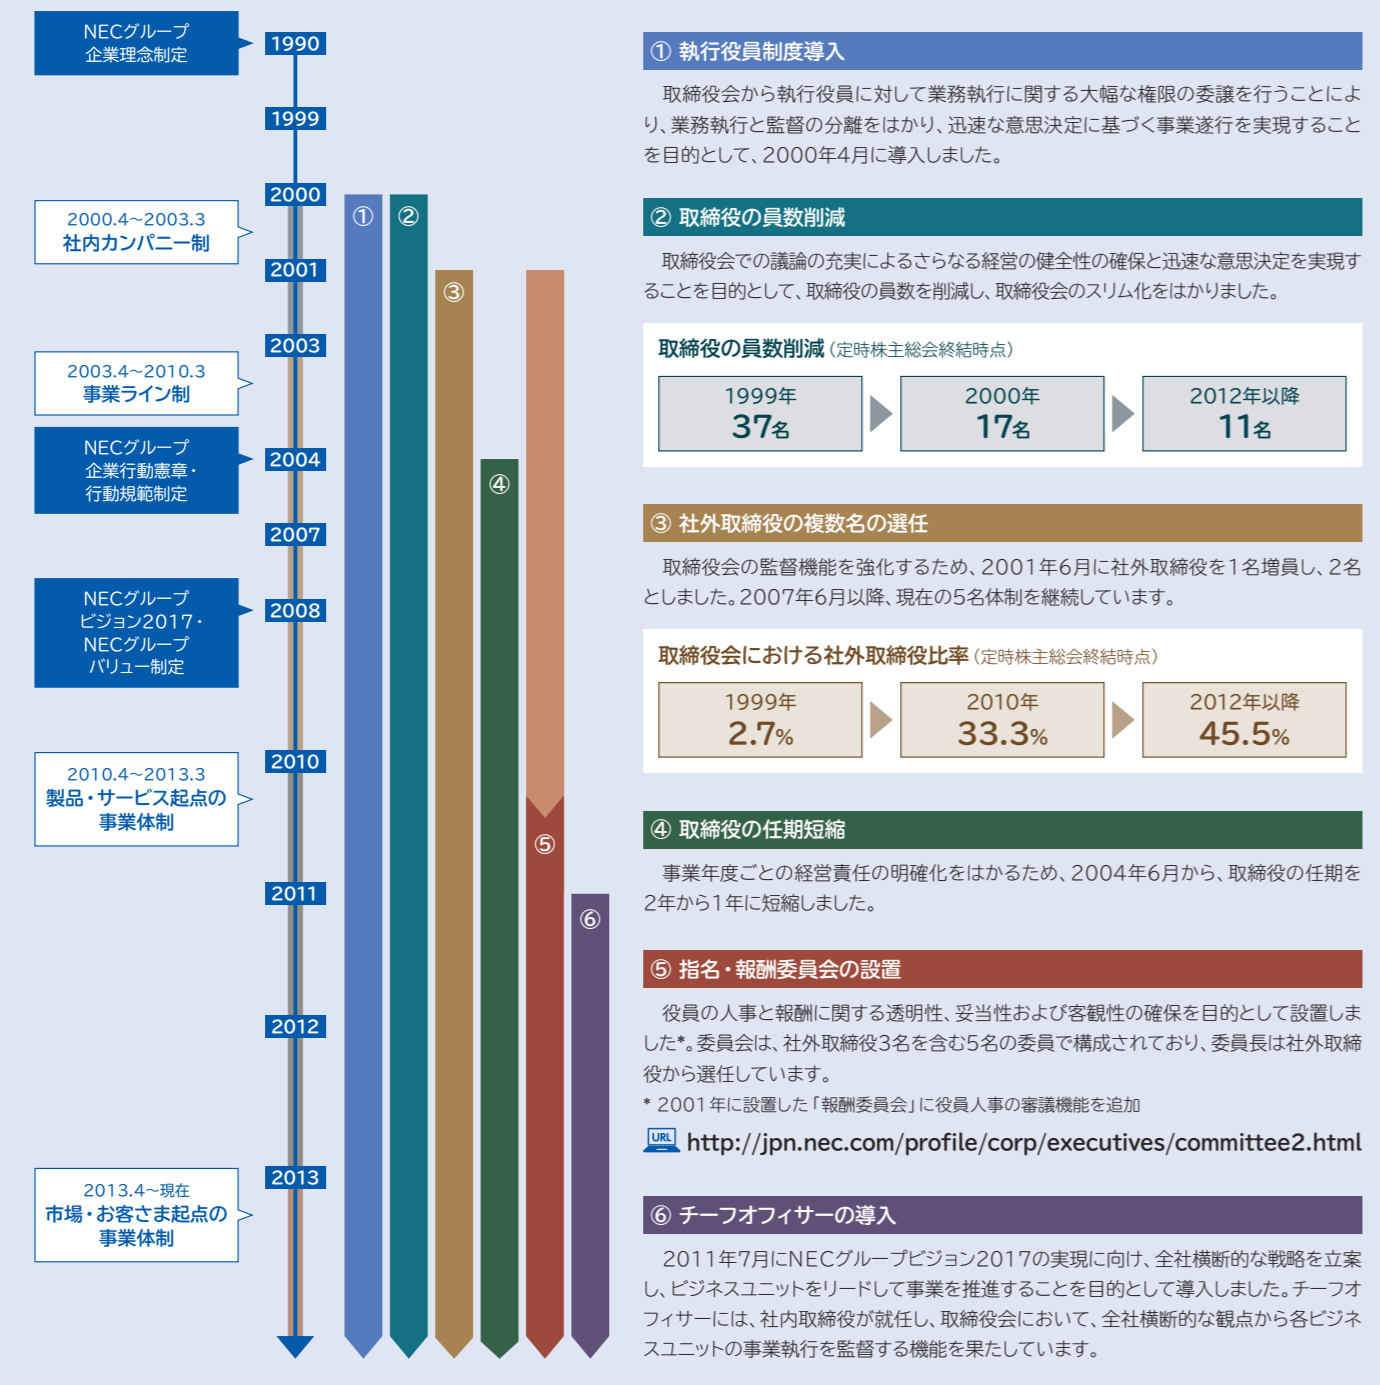 NECグループ
企業理念制定
1990
1999
2000
2000.4〜2003.3
社内カンパニー制
2001
2003
2003.4〜2010.3
事業ライン制
NECグループ
企業行動憲章・
行動規範制定
2004
2007
NECグループ
ビジョン2017・
NECグループ
バリュー制定
2008
2010
2010.4〜2013.3
製品・サービス起点の
事業体制
2011
2012
2013
2013.4〜現在
市場・お客さま起点の
事業体制
①
②
③
④
⑤
⑥
① 執行役員制度導入
取締役会から執行役員に対して業務執行に関する大幅な権限の委譲を行うことによ
り、業務執行と監督の分離をはかり、迅速な意思決定に基づく事業遂行を実現すること
を目的として、2000年4月に導入しました。
② 取締役の員数削減
取締役会での議論の充実によるさらなる経営の健全性の確保と迅速な意思決定を実現す
ることを目的として、取締役の員数を削減し、取締役会のスリム化をはかりました。
取締役の員数削減（定時株主総会終結時点）
1999年
37名
2000年
17名
2012年以降
11名
③ 社外取締役の複数名の選任
取締役会の監督機能を強化するため、2001年6月に社外取締役を1名増員し、2名
としました。2007年6月以降、現在の5名体制を継続しています。
取締役会における社外取締役比率（定時株主総会終結時点）
1999年
2.7%
2010年
33.3%
2012年以降
45.5%
④ 取締役の任期短縮
事業年度ごとの経営責任の明確化をはかるため、2004年6月から、取締役の任期を
2年から1年に短縮しました。
⑤ 指名・報酬委員会の設置
役員の人事と報酬に関する透明性、妥当性および客観性の確保を目的として設置しま
した*。委員会は、社外取締役3名を含む5名の委員で構成されており、委員長は社外取締
役から選任しています。
* 2001年に設置した「報酬委員会」に役員人事の審議機能を追加
URL http://jpn.nec.com/profile/corp/executives/committee2.html
⑥ チーフオフィサーの導入
2011年7月にNECグループビジョン2017の実現に向け、全社横断的な戦略を立案
し、ビジネスユニットをリードして事業を推進することを目的として導入しました。チーフオ
フィサーには、社内取締役が就任し、取締役会において、全社横断的な観点から各ビジネ
スユニットの事業執行を監督する機能を果たしています。